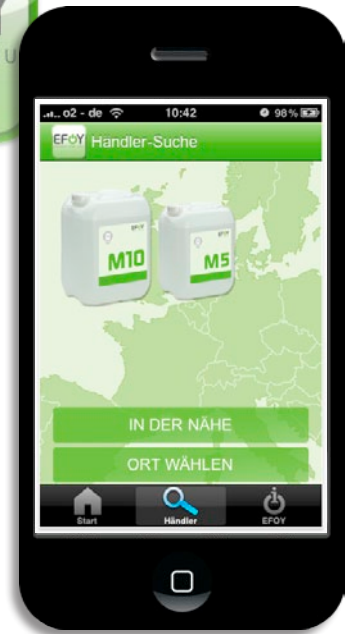 U
o2 - de 10:42 98%
EFOY Händler-Suche
M10
M5
IN DER NÄHE
ORT WÄHLEN
Start Händler EFOY